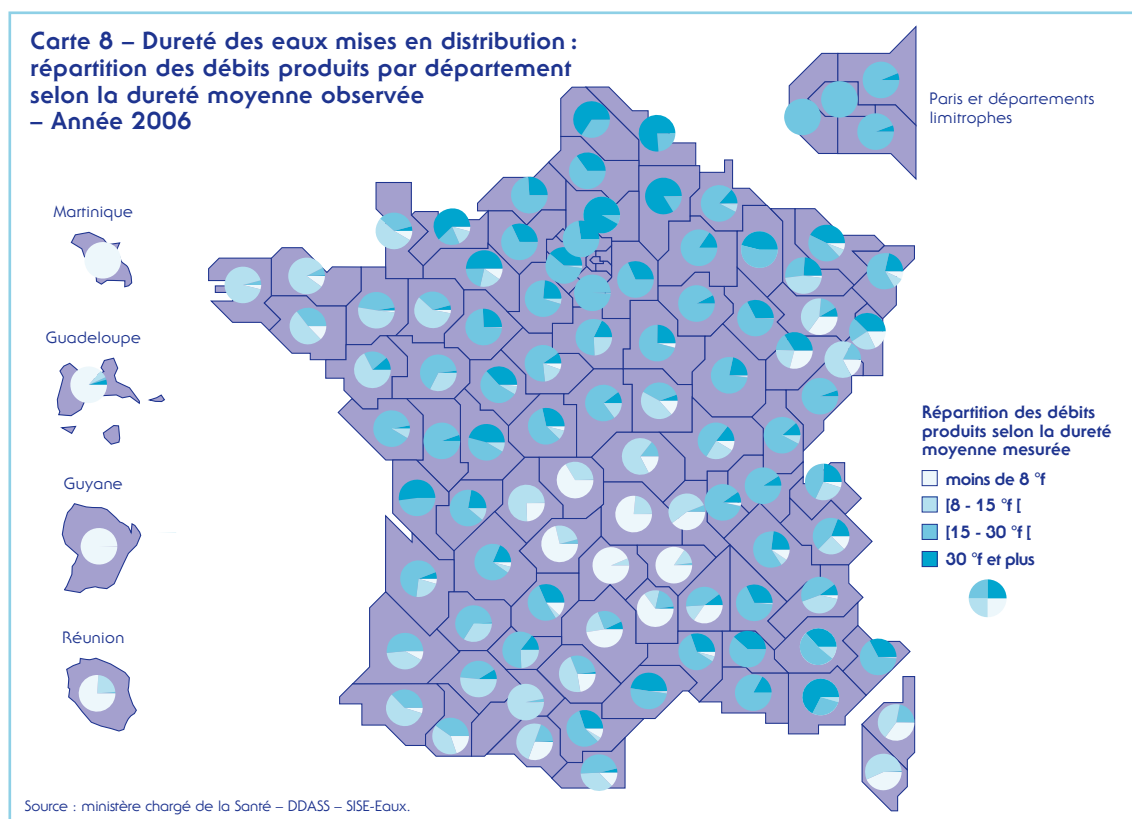 Carte 8 – Dureté des eaux mises en distribution :
répartition des débits produits par département
selon la dureté moyenne observée
– Année 2006
Paris et départements
limitrophes
Martinique
Guadeloupe
Guyane
Réunion
Répartition des débits
produits selon la dureté
moyenne mesurée
moins de 8 °f
[8 - 15 °f [
[15 - 30 °f [
30 °f et plus
Source : ministère chargé de la Santé – DDASS – SISE-Eaux.